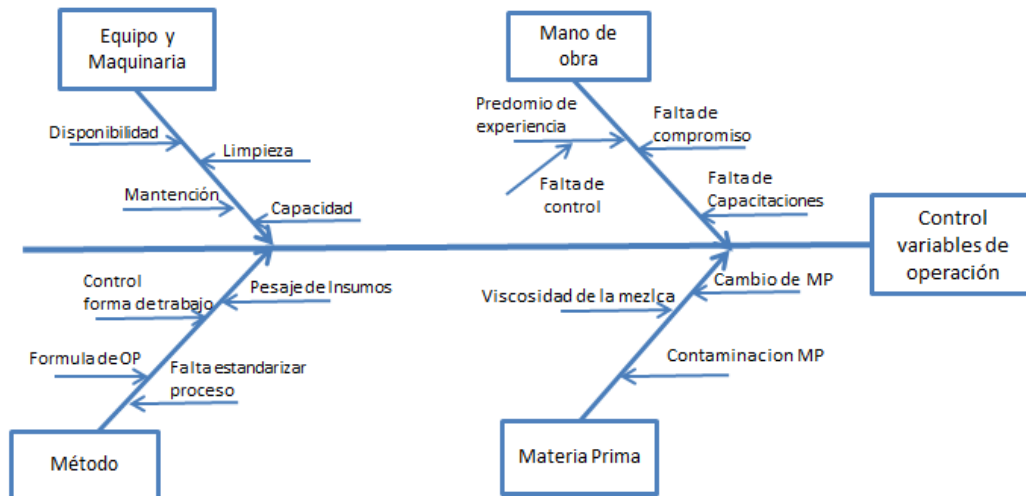 Equipo y
Maquinaria
Mano de
obra
Disponibilidad
Limpieza
Mantención
Capacidad
Predomio de
experiencia
Falta de
compromiso
Falta de
control
Falta de
Capacitaciones
Control
variables de
operación
Control
forma de trabajo
Pesaje de Insumos
Formula de OP
Falta estandarizar
proceso
Viscosidad de la mezlca
Cambio de MP
Contaminacion MP
Método
Materia Prima